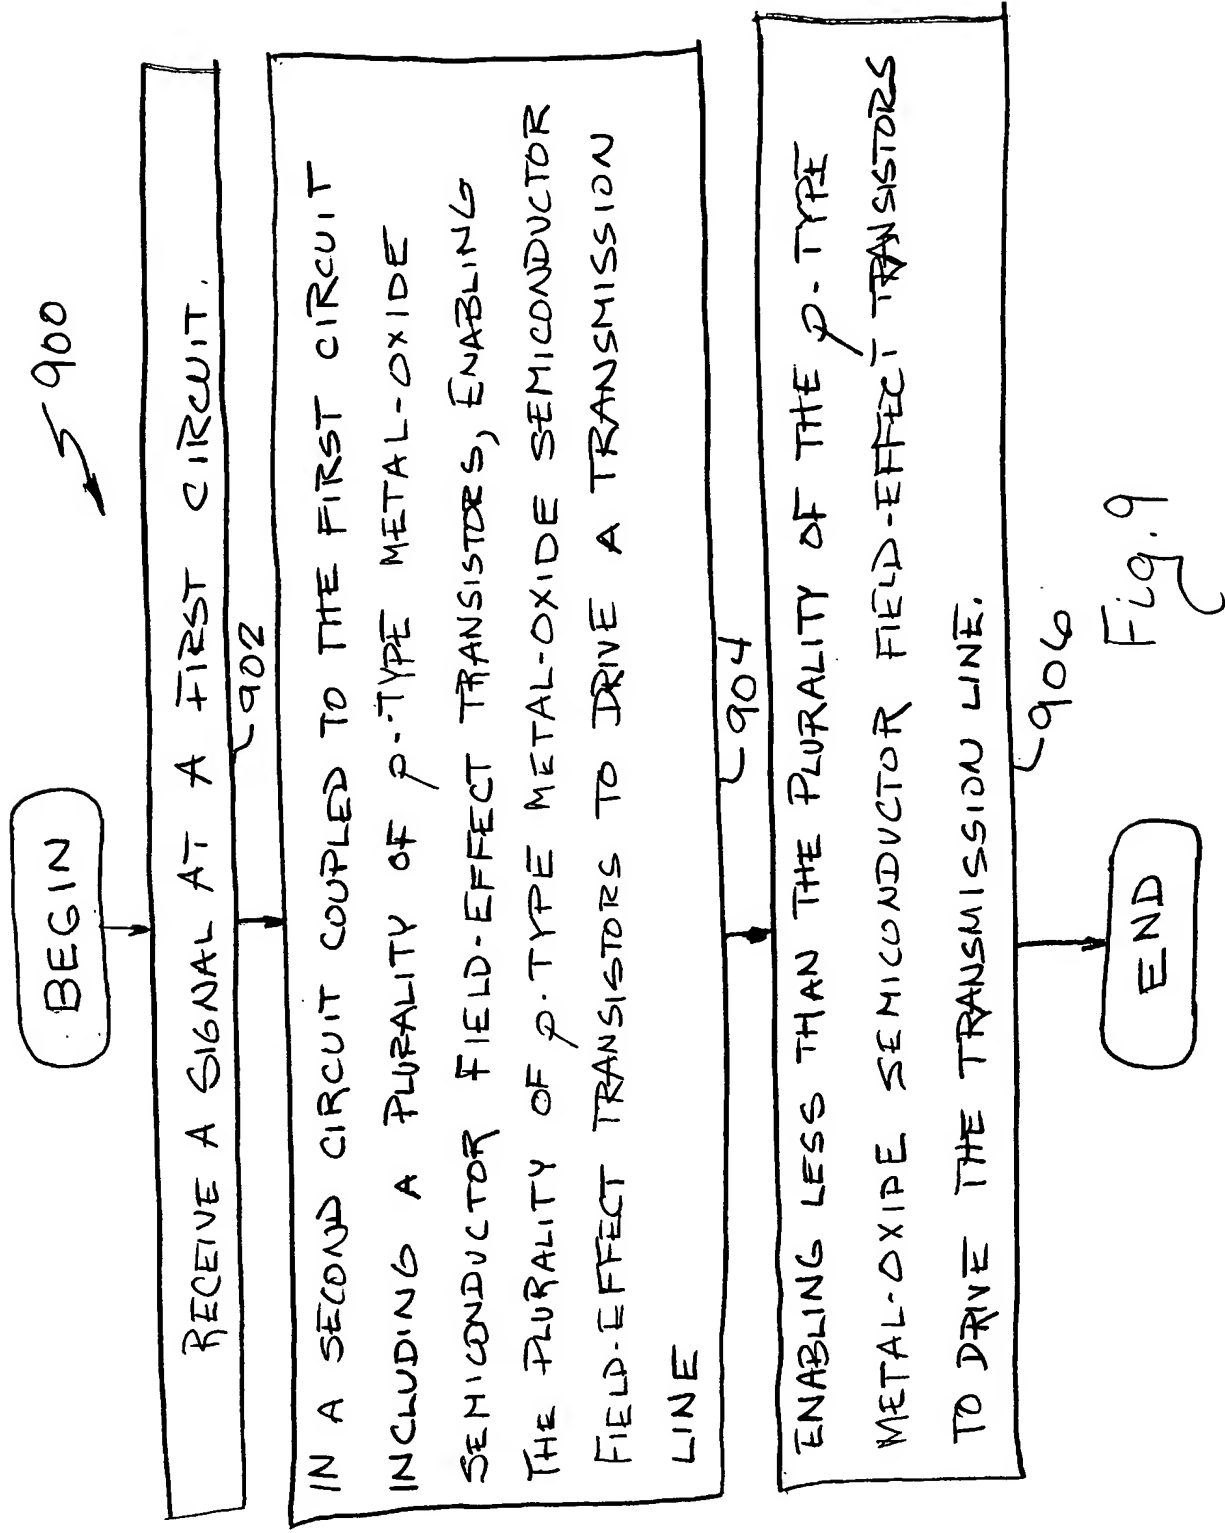 900
BEGIN
RECEIVE A SIGNAL AT A FIRST CIRCUIT.
902
IN A SECOND CIRCUIT COUPLED TO THE FIRST CIRCUIT
INCLUDING A PLURALITY OF p-TYPE METAL-OXIDE
SEMICONDUCTOR FIELD-EFFECT TRANSISTORS, ENABLING
THE PLURALITY OF p-TYPE METAL-OXIDE SEMICONDUCTOR
FIELD-EFFECT TRANSISTORS TO DRIVE A TRANSMISSION
LINE
904
ENABLING LESS THAN THE PLURALITY OF THE p-TYPE
METAL-OXIDE SEMICONDUCTOR FIELD-EFFECT TRANSISTORS
TO DRIVE THE TRANSMISSION LINE.
906
END
Fig. 9